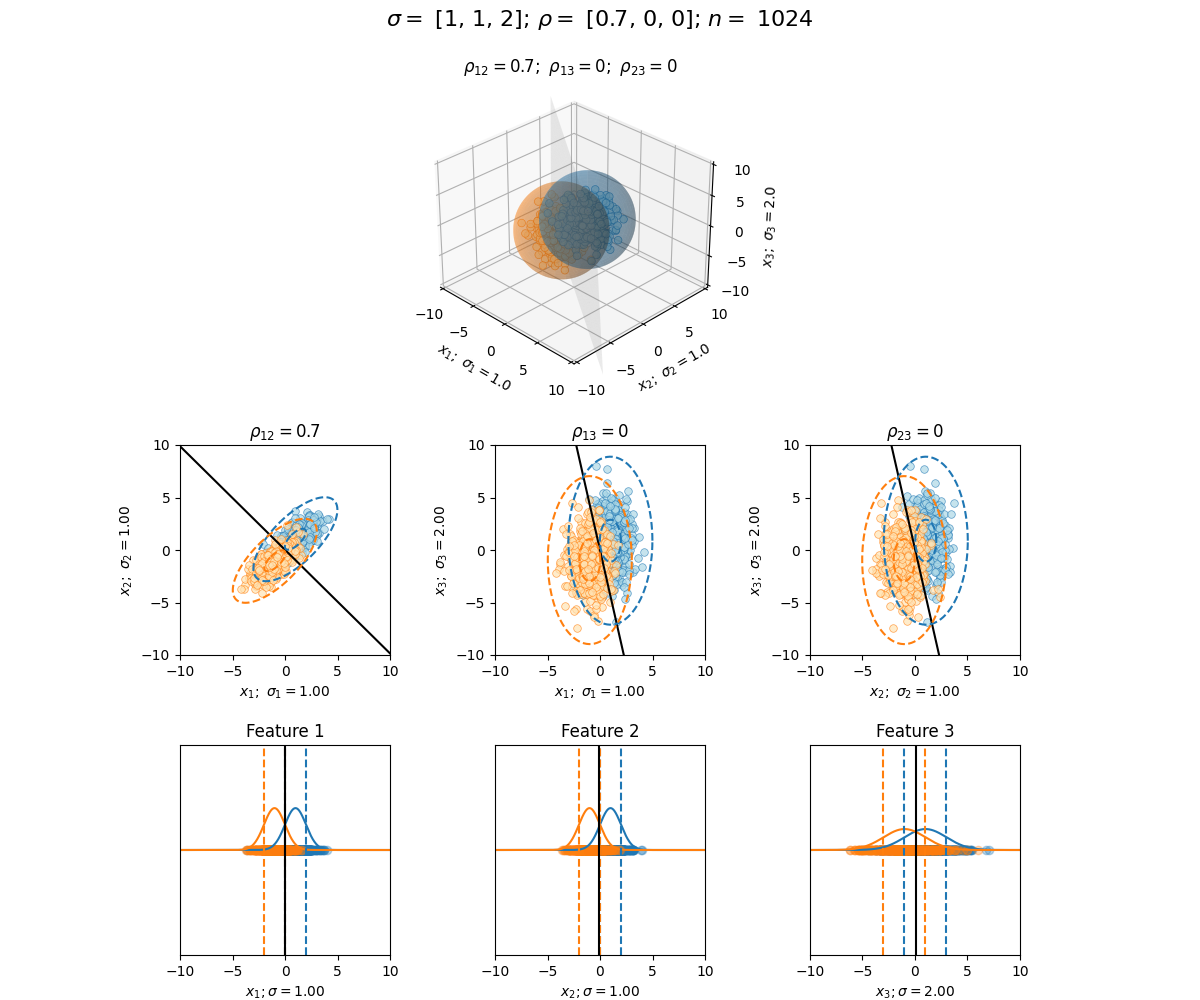 σ = [1, 1, 2]; ρ = [0.7, 0, 0]; n = 1024
ρ₁₂ = 0.7; ρ₁₃ = 0; ρ₂₃ = 0
10
5
0
−5
−10
x₃; σ₃ = 2.0
−10
−5
0
5
10
x₁; σ₁ = 1.0
−10
−5
0
5
10
x₂; σ₂ = 1.0
ρ₁₂ = 0.7
10
5
0
−5
−10
x₂; σ₂ = 1.00
−10 −5 0 5 10
x₁; σ₁ = 1.00
ρ₁₃ = 0
10
5
0
−5
−10
x₃; σ₃ = 2.00
−10 −5 0 5 10
x₁; σ₁ = 1.00
ρ₂₃ = 0
10
5
0
−5
−10
x₃; σ₃ = 2.00
−10 −5 0 5 10
x₂; σ₂ = 1.00
Feature 1
−10 −5 0 5 10
x₁; σ = 1.00
Feature 2
−10 −5 0 5 10
x₂; σ = 1.00
Feature 3
−10 −5 0 5 10
x₃; σ = 2.00